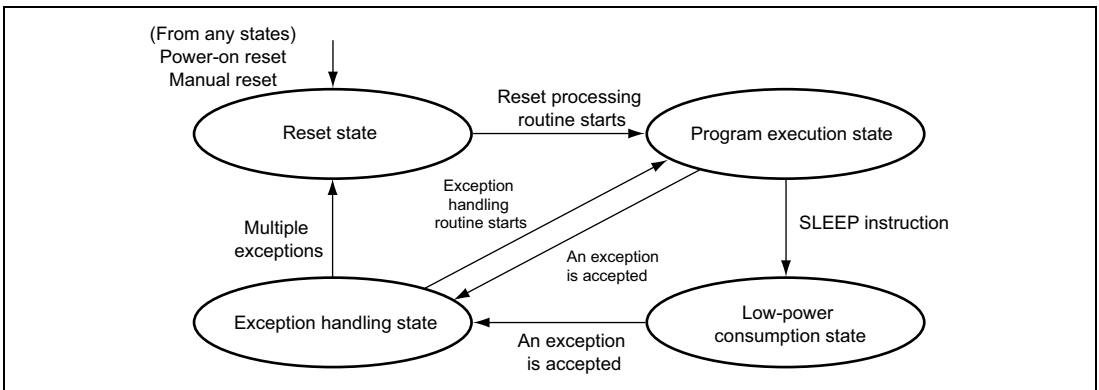 (From any states)
Power-on reset
Manual reset
Reset state
Reset processing
routine starts
Program execution state
Exception
handling
routine starts
Multiple
exceptions
An exception
is accepted
SLEEP instruction
Exception handling state
An exception
is accepted
Low-power
consumption state